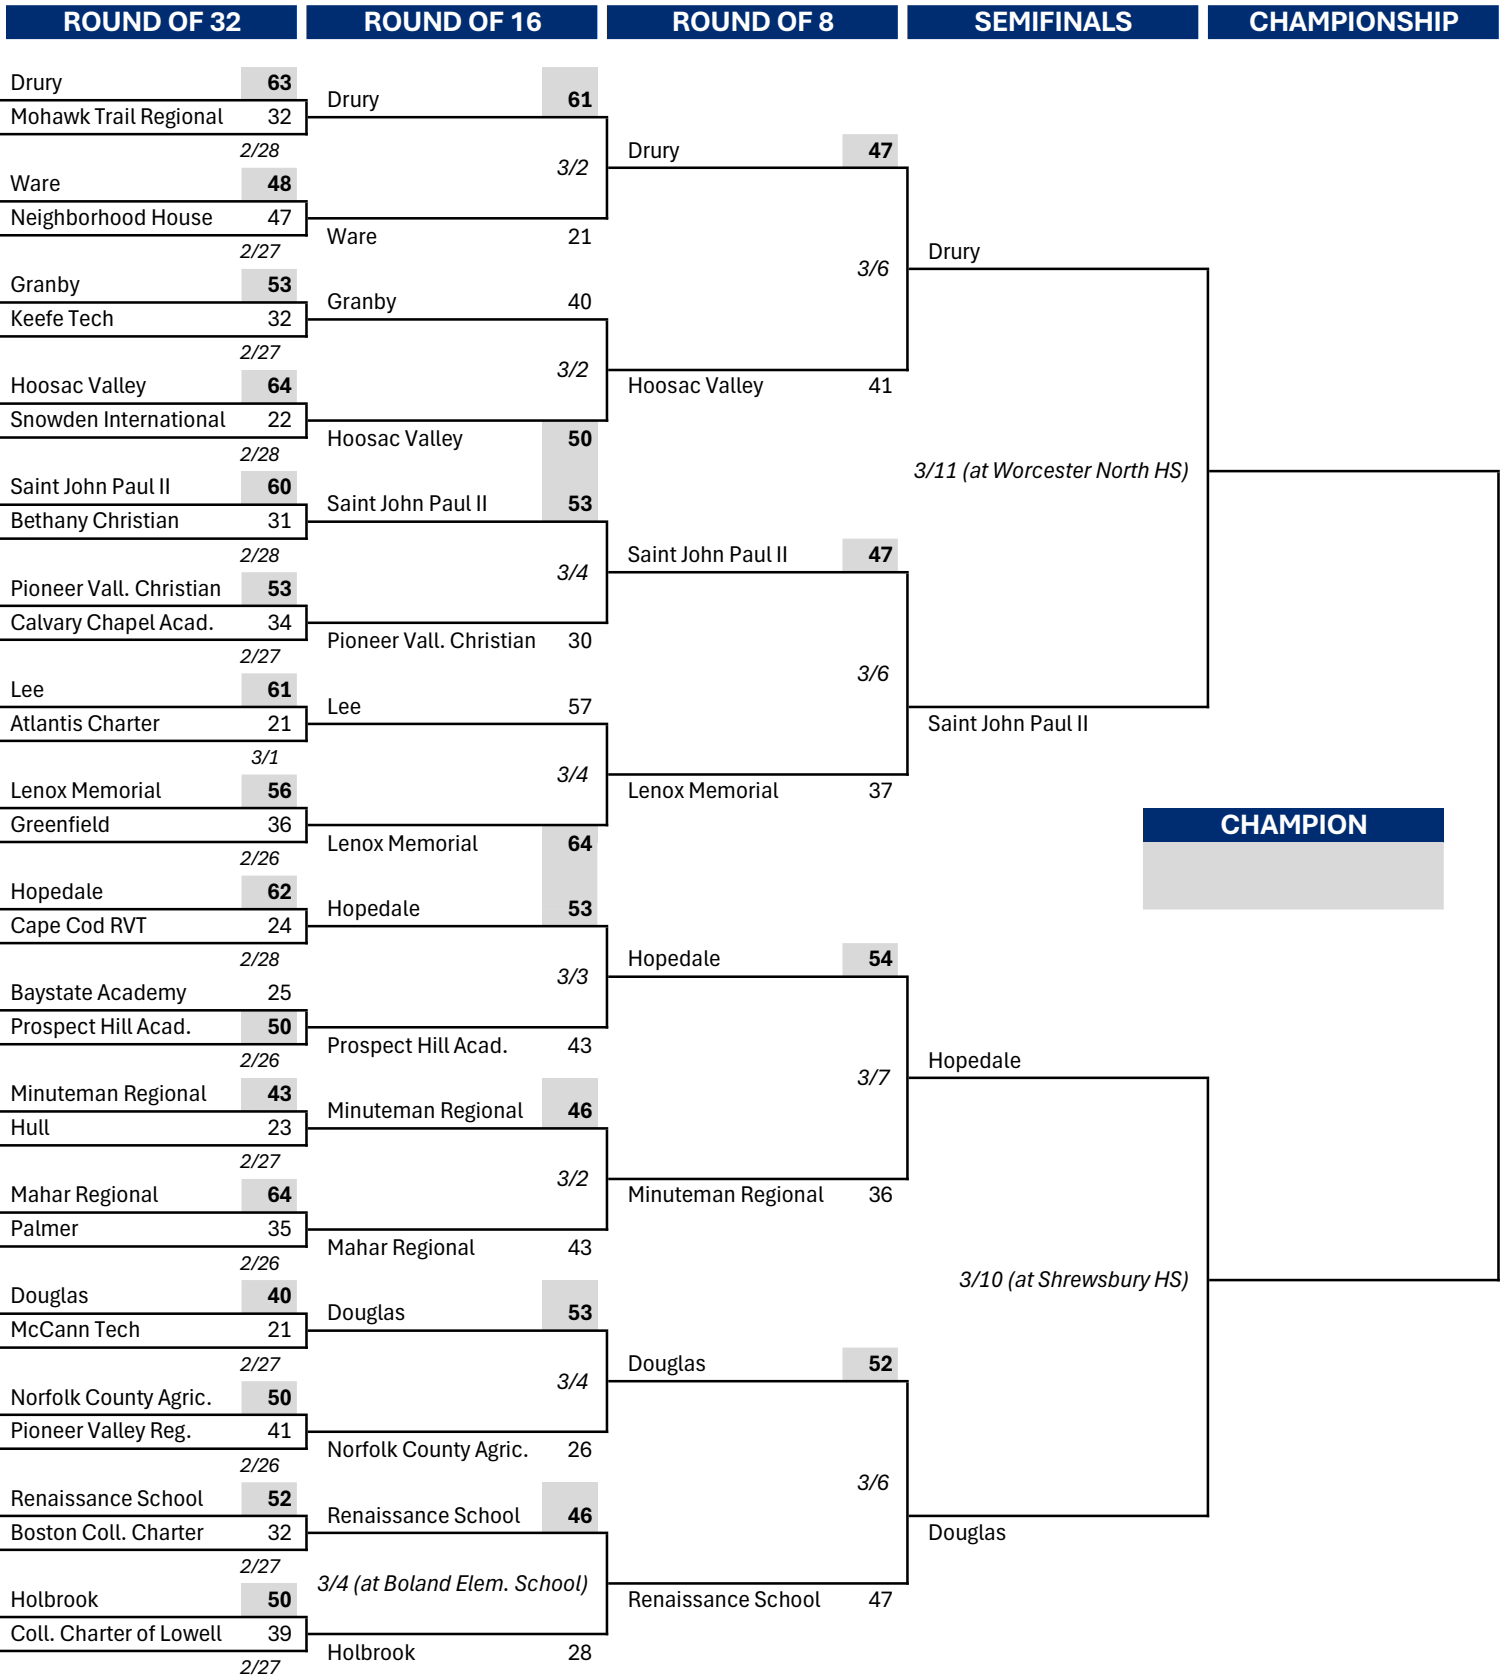 ROUND OF 32
ROUND OF 16
ROUND OF 8
SEMIFINALS
CHAMPIONSHIP
Drury 63
Mohawk Trail Regional 32
2/28
Ware 48
Neighborhood House 47
2/27
Granby 53
Keefe Tech 32
2/27
Hoosac Valley 64
Snowden International 22
2/28
Saint John Paul II 60
Bethany Christian 31
2/28
Pioneer Vall. Christian 53
Calvary Chapel Acad. 34
2/27
Lee 61
Atlantis Charter 21
3/1
Lenox Memorial 56
Greenfield 36
2/26
Hopedale 62
Cape Cod RVT 24
2/28
Baystate Academy 25
Prospect Hill Acad. 50
2/26
Minuteman Regional 43
Hull 23
2/27
Mahar Regional 64
Palmer 35
2/26
Douglas 40
McCann Tech 21
2/27
Norfolk County Agric. 50
Pioneer Valley Reg. 41
2/26
Renaissance School 52
Boston Coll. Charter 32
2/27
Holbrook 50
Coll. Charter of Lowell 39
2/27
Drury 61
3/2
Ware 21
Granby 40
3/2
Hoosac Valley 50
Saint John Paul II 53
3/4
Pioneer Vall. Christian 30
Lee 57
3/4
Lenox Memorial 64
Hopedale 53
3/3
Prospect Hill Acad. 43
Minuteman Regional 46
3/2
Mahar Regional 43
Douglas 53
3/4
Norfolk County Agric. 26
Renaissance School 46
3/4 (at Boland Elem. School)
Holbrook 28
Drury 47
3/6
Hoosac Valley 41
Saint John Paul II 47
3/6
Lenox Memorial 37
Hopedale 54
3/7
Minuteman Regional 36
Douglas 52
3/6
Renaissance School 47
Drury
3/11 (at Worcester North HS)
Saint John Paul II
Hopedale
3/10 (at Shrewsbury HS)
Douglas
CHAMPION